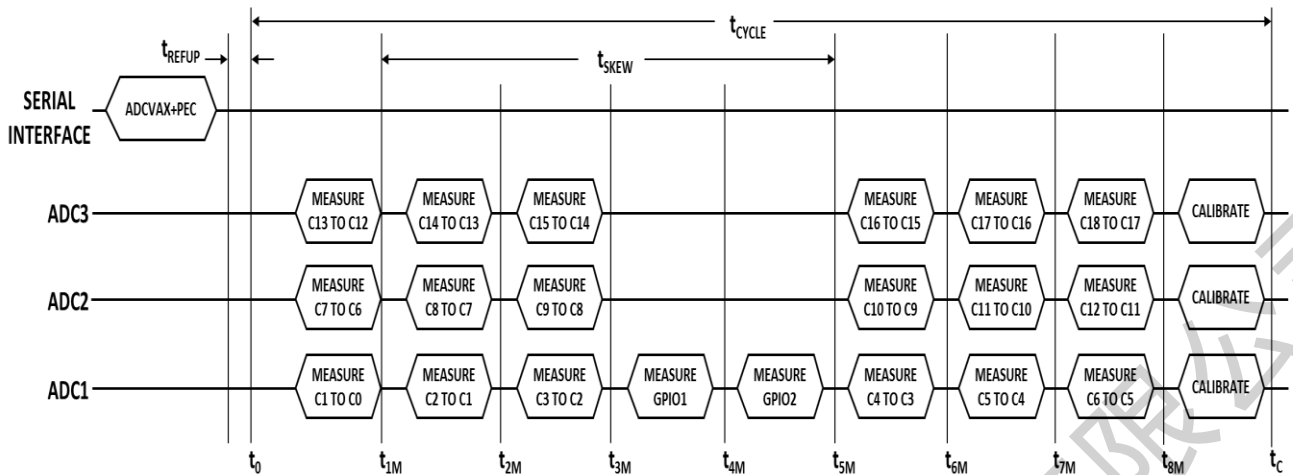 tCYCLE
tREFUP
tSKEW
SERIAL
INTERFACE
ADCVAX+PEC
ADC3
MEASURE
C13 TO C12
MEASURE
C14 TO C13
MEASURE
C15 TO C14
MEASURE
C16 TO C15
MEASURE
C17 TO C16
MEASURE
C18 TO C17
CALIBRATE
ADC2
MEASURE
C7 TO C6
MEASURE
C8 TO C7
MEASURE
C9 TO C8
MEASURE
C10 TO C9
MEASURE
C11 TO C10
MEASURE
C12 TO C11
CALIBRATE
ADC1
MEASURE
C1 TO C0
MEASURE
C2 TO C1
MEASURE
C3 TO C2
MEASURE
GPIO1
MEASURE
GPIO2
MEASURE
C4 TO C3
MEASURE
C5 TO C4
MEASURE
C6 TO C5
CALIBRATE
t0 t1M t2M t3M t4M t5M t6M t7M t8M tC
限公